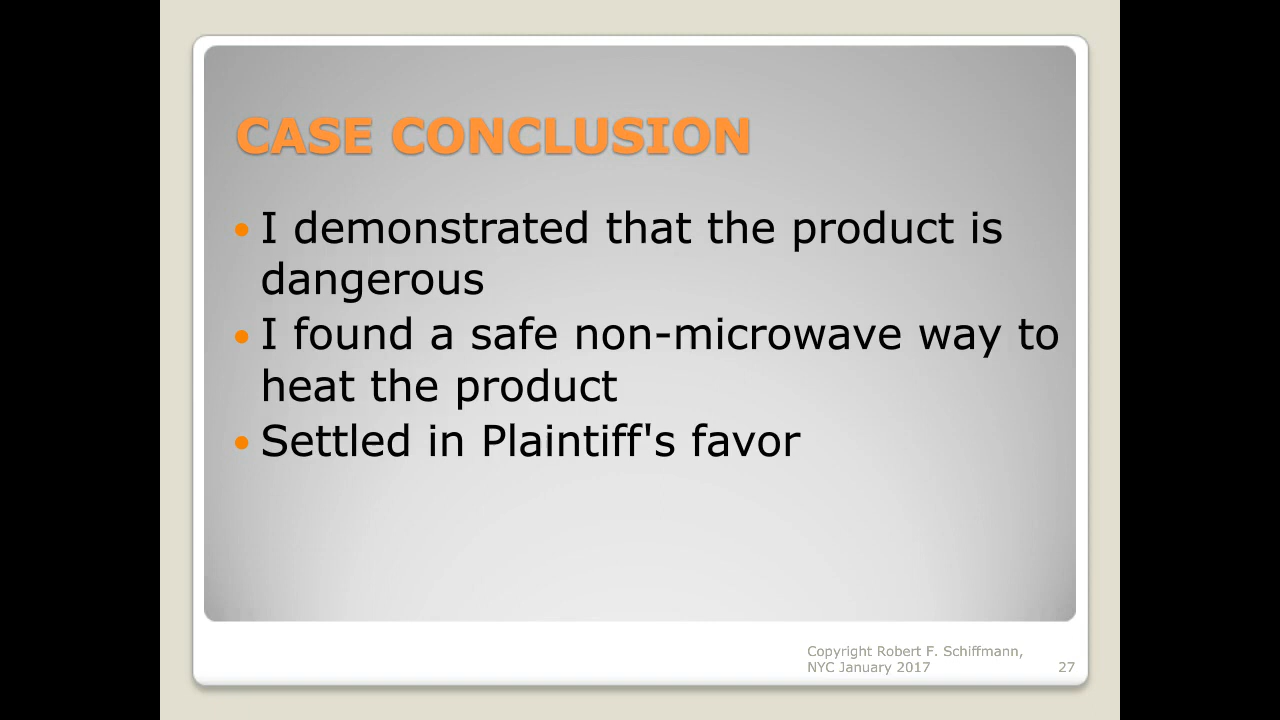 CASE CONCLUSION
• I demonstrated that the product is
dangerous
• I found a safe non-microwave way to
heat the product
• Settled in Plaintiff's favor
Copyright Robert F. Schiffmann,
NYC January 2017
27